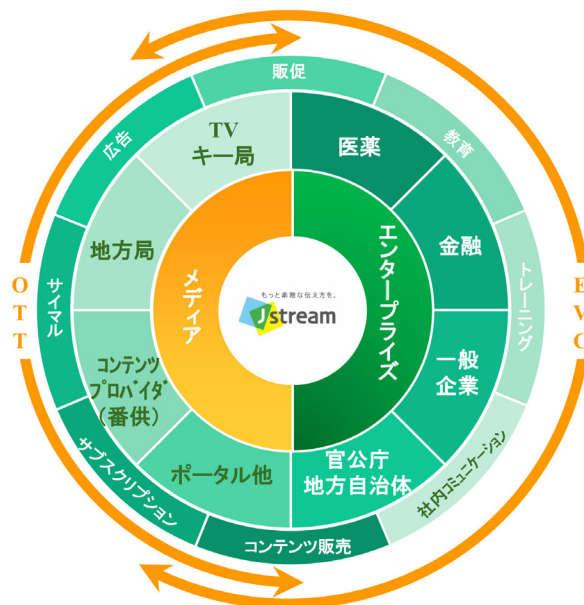 販促
教育
トレーニング
社内コミュニケーション
コンテンツ販売
サブスクリプション
サイマル
広告
TV
キー局
医薬
金融
一般
企業
官公庁
地方自治体
ポータル他
コンテンツ
プロバイダ
(番供)
地方局
メディア
エンタープライズ
もっと素敵な伝え方を。
Jstream
OTT
EVC